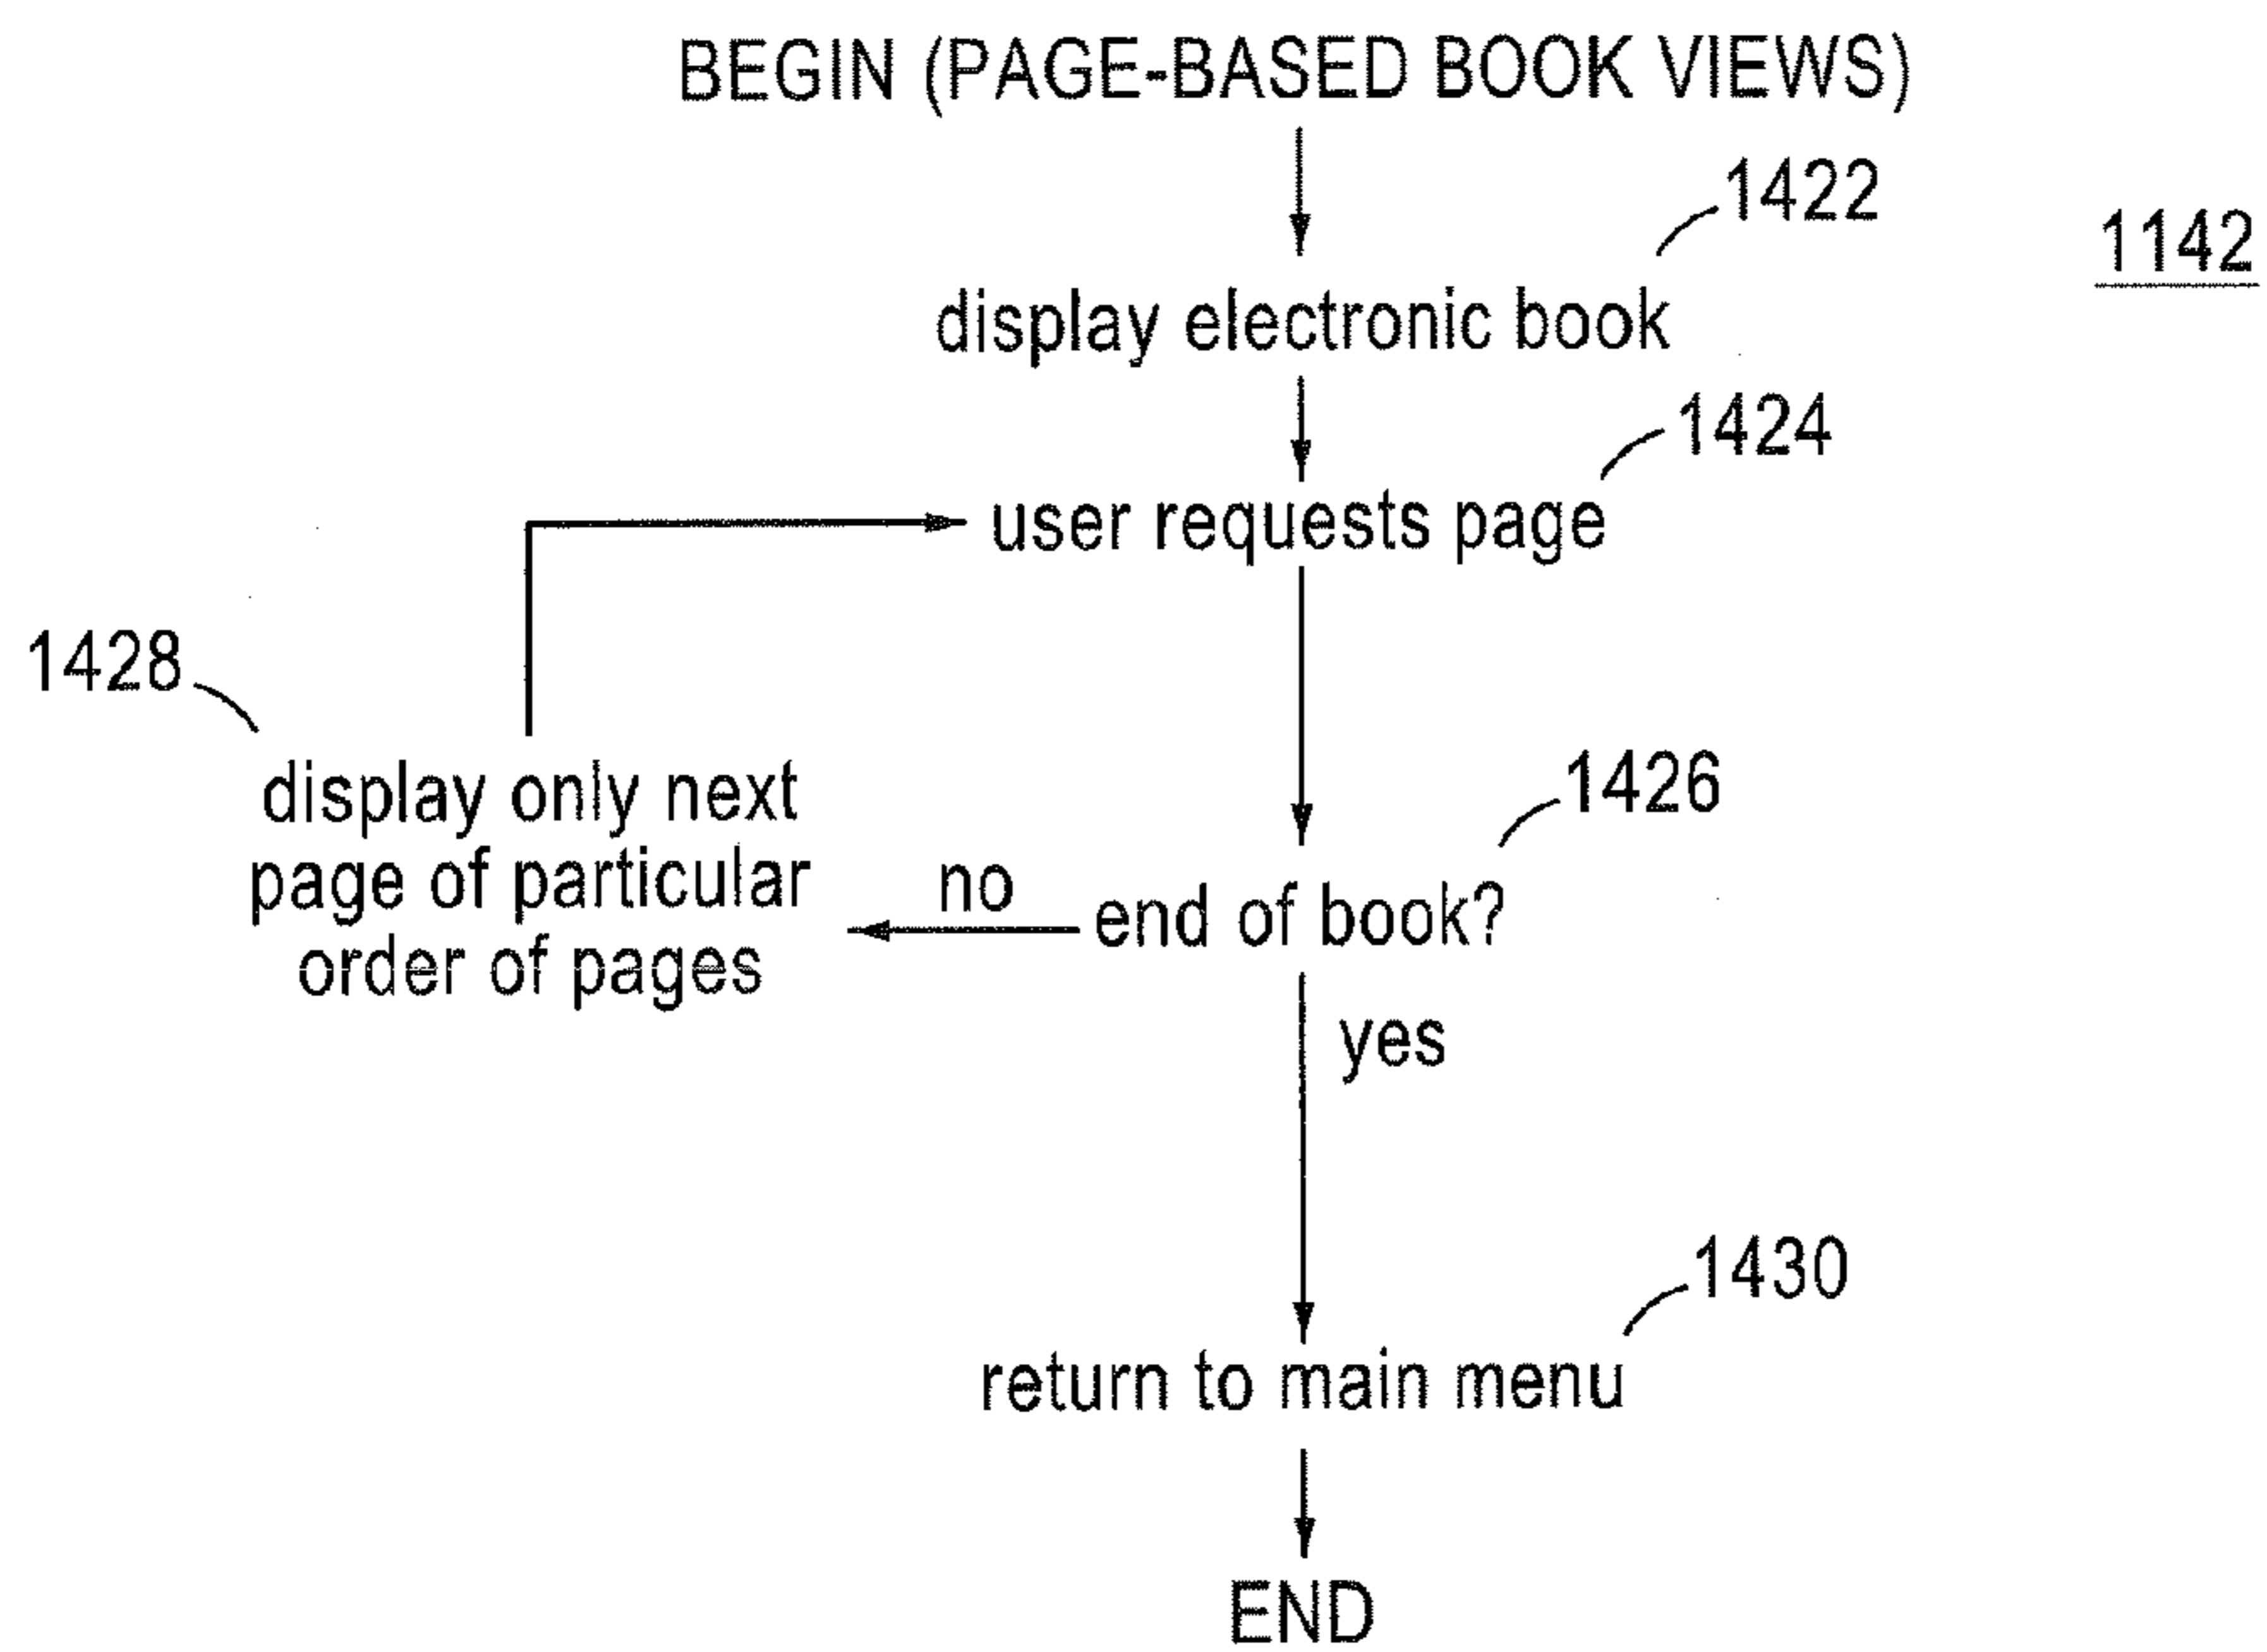 BEGIN (PAGE-BASED BOOK VIEWS)
1422
1142
display electronic book
1424
user requests page
1428
display only next
page of particular
order of pages
1426
no
end of book?
yes
1430
return to main menu
END